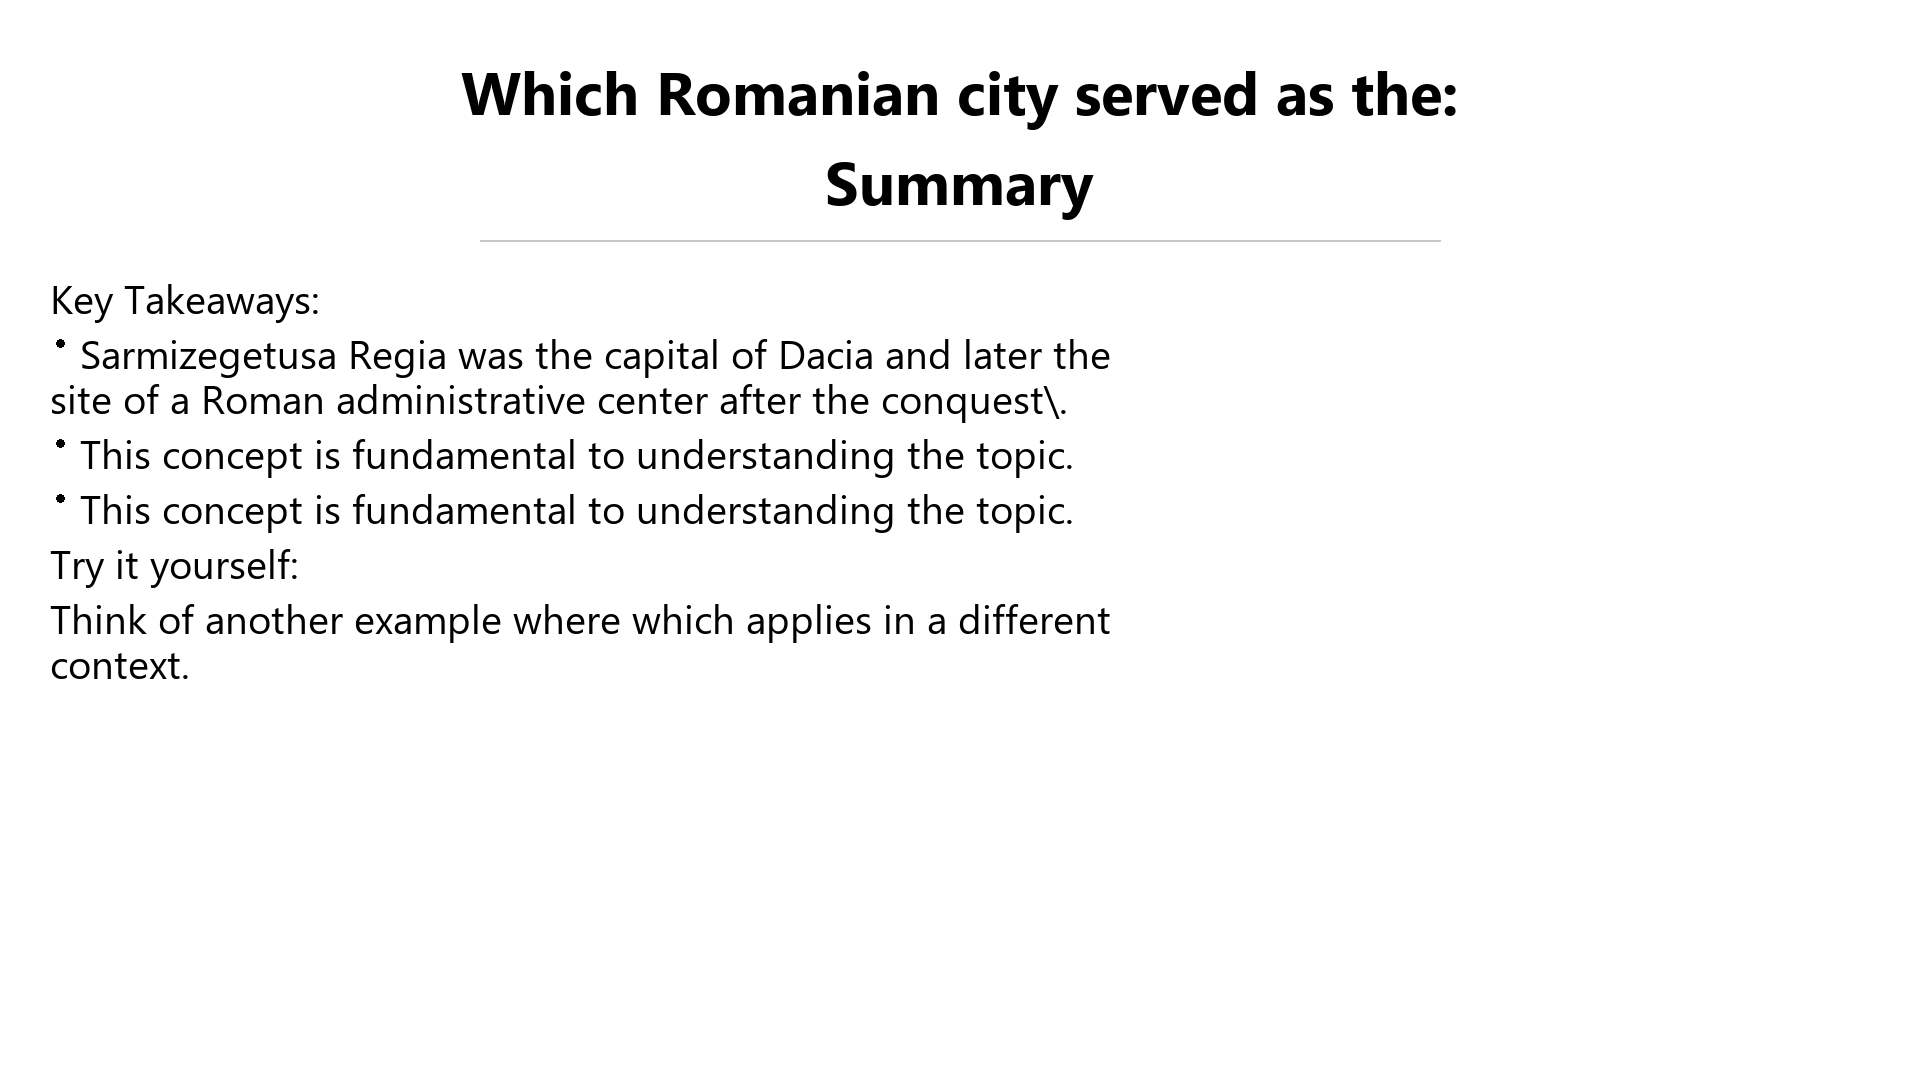 Which Romanian city served as the:
Summary
Key Takeaways:
• Sarmizegetusa Regia was the capital of Dacia and later the
site of a Roman administrative center after the conquest\.
• This concept is fundamental to understanding the topic.
• This concept is fundamental to understanding the topic.
Try it yourself:
Think of another example where which applies in a different
context.